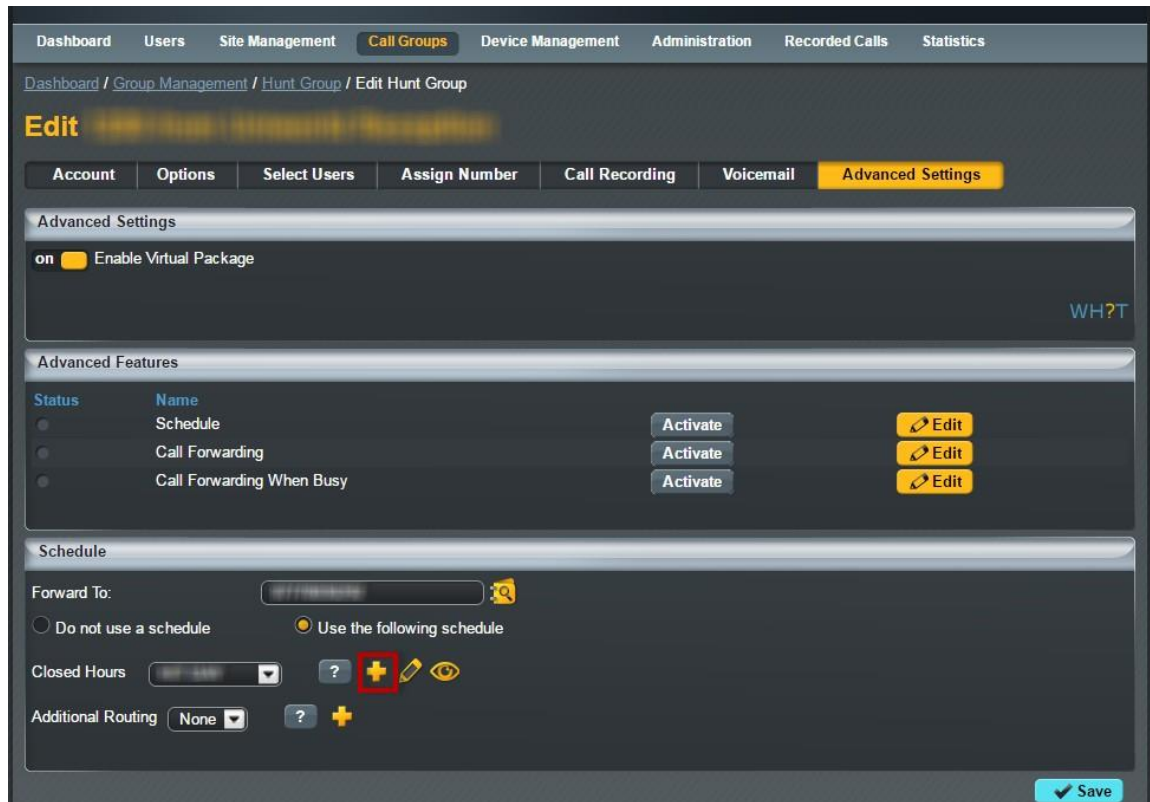 Dashboard Users Site Management Call Groups Device Management Administration Recorded Calls Statistics
Dashboard / Group Management / Hunt Group / Edit Hunt Group
Edit
Account Options Select Users Assign Number Call Recording Voicemail Advanced Settings
Advanced Settings
on Enable Virtual Package
WH?T
Advanced Features
Status Name
Schedule Activate Edit
Call Forwarding Activate Edit
Call Forwarding When Busy Activate Edit
Schedule
Forward To:
Do not use a schedule Use the following schedule
Closed Hours ?
Additional Routing None ?
Save